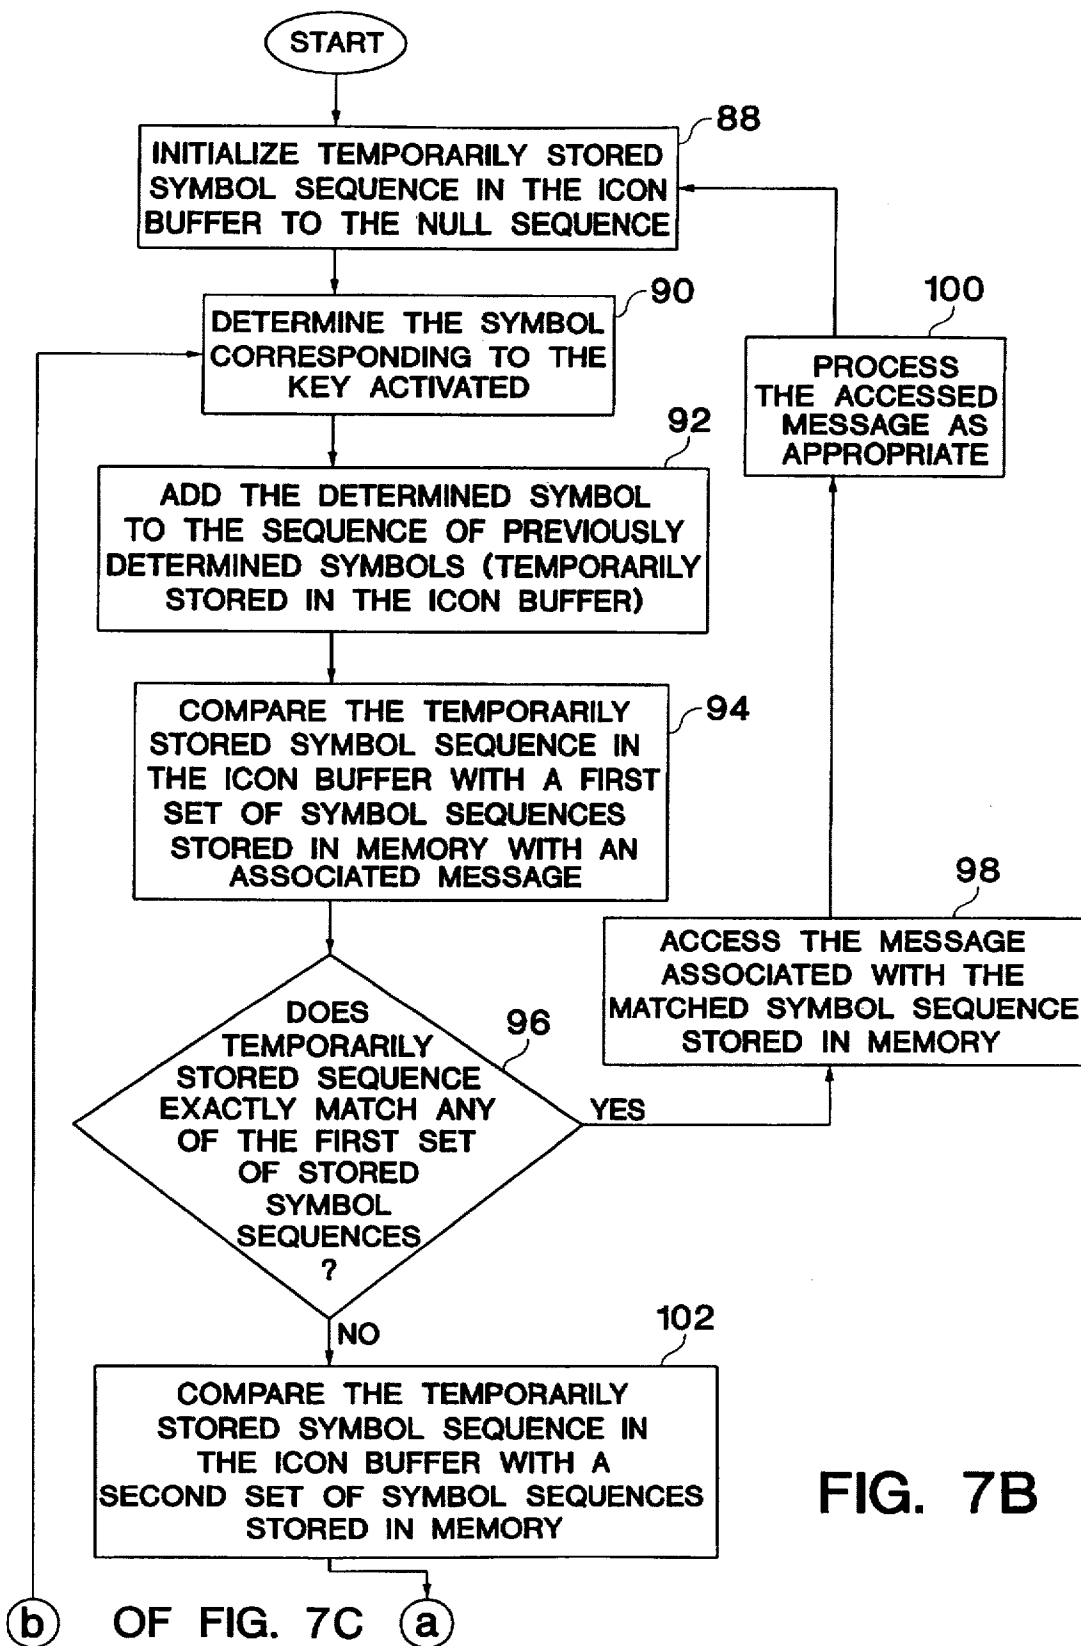 START
88
INITIALIZE TEMPORARILY STORED
SYMBOL SEQUENCE IN THE ICON
BUFFER TO THE NULL SEQUENCE
90
DETERMINE THE SYMBOL
CORRESPONDING TO THE
KEY ACTIVATED
100
PROCESS
THE ACCESSED
MESSAGE AS
APPROPRIATE
92
ADD THE DETERMINED SYMBOL
TO THE SEQUENCE OF PREVIOUSLY
DETERMINED SYMBOLS (TEMPORARILY
STORED IN THE ICON BUFFER)
94
COMPARE THE TEMPORARILY
STORED SYMBOL SEQUENCE IN
THE ICON BUFFER WITH A FIRST
SET OF SYMBOL SEQUENCES
STORED IN MEMORY WITH AN
ASSOCIATED MESSAGE
98
ACCESS THE MESSAGE
ASSOCIATED WITH THE
MATCHED SYMBOL SEQUENCE
STORED IN MEMORY
96
DOES
TEMPORARILY
STORED SEQUENCE
EXACTLY MATCH ANY
OF THE FIRST SET
OF STORED
SYMBOL
SEQUENCES
?
YES
NO
102
COMPARE THE TEMPORARILY
STORED SYMBOL SEQUENCE IN
THE ICON BUFFER WITH A
SECOND SET OF SYMBOL SEQUENCES
STORED IN MEMORY
FIG. 7B
b OF FIG. 7C a